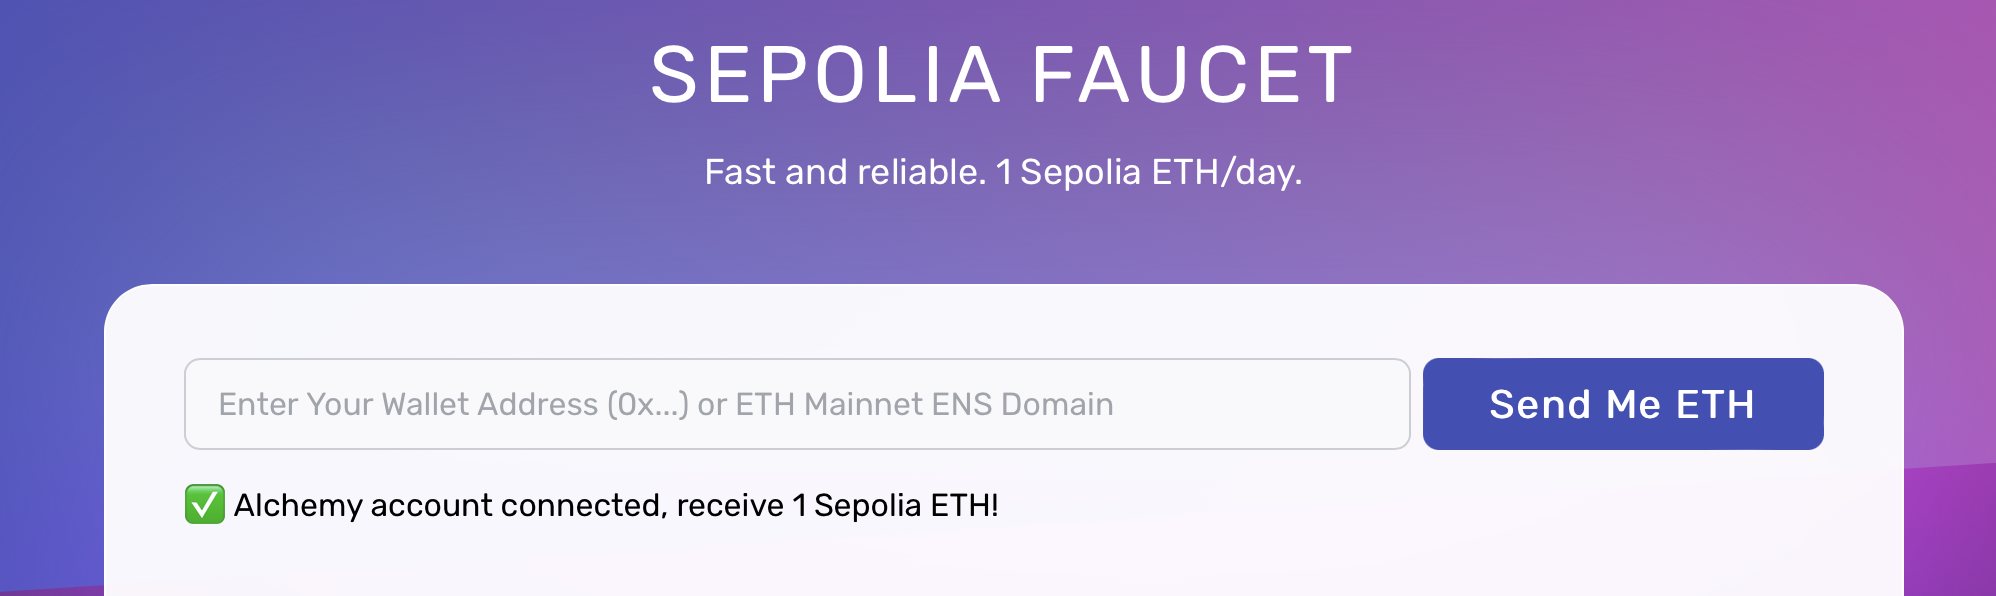 SEPOLIA FAUCET
Fast and reliable. 1 Sepolia ETH/day.
Enter Your Wallet Address (0x...) or ETH Mainnet ENS Domain
Send Me ETH
✅ Alchemy account connected, receive 1 Sepolia ETH!